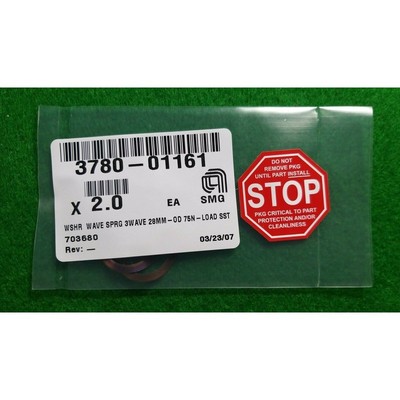 3780-01161
X 2.0 EA SMG
WSHR WAVE SPRG 3WAVE 28MM-OD 75N-LOAD SST
703680
Rev: — 03/23/07
DO NOT
REMOVE PKG
UNTIL PART INSTALL
STOP
PKG CRITICAL TO PART
PROTECTION AND/OR
CLEANLINESS